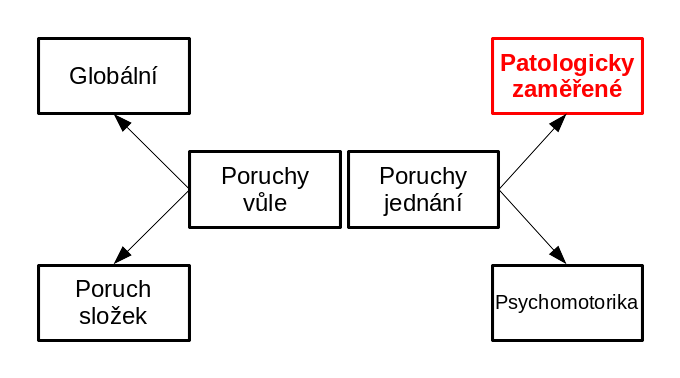 Globální
Patologicky
zaměřené
Poruchy
vůle
Poruchy
jednání
Poruch
složek
Psychomotorika